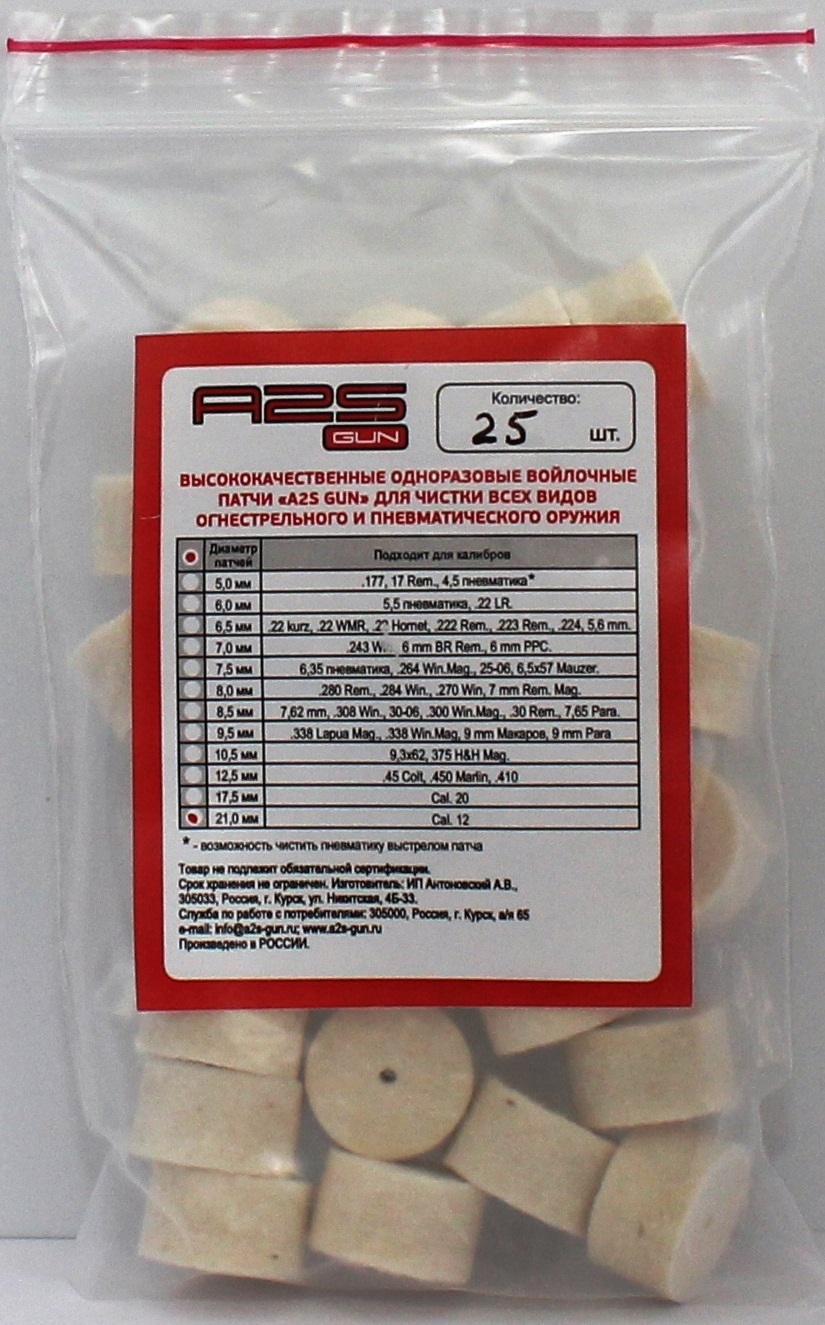 A2S
GUN
Количество:
25 шт.
ВЫСОКОКАЧЕСТВЕННЫЕ ОДНОРАЗОВЫЕ ВОЙЛОЧНЫЕ
ПАТЧИ «A2S GUN» ДЛЯ ЧИСТКИ ВСЕХ ВИДОВ
ОГНЕСТРЕЛЬНОГО И ПНЕВМАТИЧЕСКОГО ОРУЖИЯ
Диаметр патчей Подходит для калибров
5,0 мм .177, 17 Rem., 4,5 пневматика*
6,0 мм 5,5 пневматика, .22 LR.
6,5 мм .22 kurz, .22 WMR, Hornet, .222 Rem., .223 Rem., .224, 5,6 mm.
7,0 мм .243 6 mm BR Rem., 6 mm PPC.
7,5 мм 6,35 пневматика, .264 Win.Mag., 25-06, 6,5x57 Mauzer.
8,0 мм .280 Rem., .284 Win., .270 Win, 7 mm Rem. Mag.
8,5 мм 7,62 mm, .308 Win., 30-06, .300 Win.Mag., .30 Rem., 7,65 Para.
9,5 мм .338 Lapua Mag., .338 Win.Mag, 9 mm Макаров, 9 mm Para
10,5 мм 9,3x62, 375 H&H Mag.
12,5 мм .45 Colt, .450 Marlin, .410
17,5 мм Cal. 20
21,0 мм Cal. 12
* - возможность чистить пневматику выстрелом патча
Товар не подлежит обязательной сертификации.
Срок хранения не ограничен. Изготовитель: ИП Антоновский А.В.,
305033, Россия, г. Курск, ул. Никитская, 4Б-33.
Служба по работе с потребителями: 305000, Россия, г. Курск, а/я 65
e-mail: info@a2s-gun.ru; www.a2s-gun.ru
Произведено в РОССИИ.